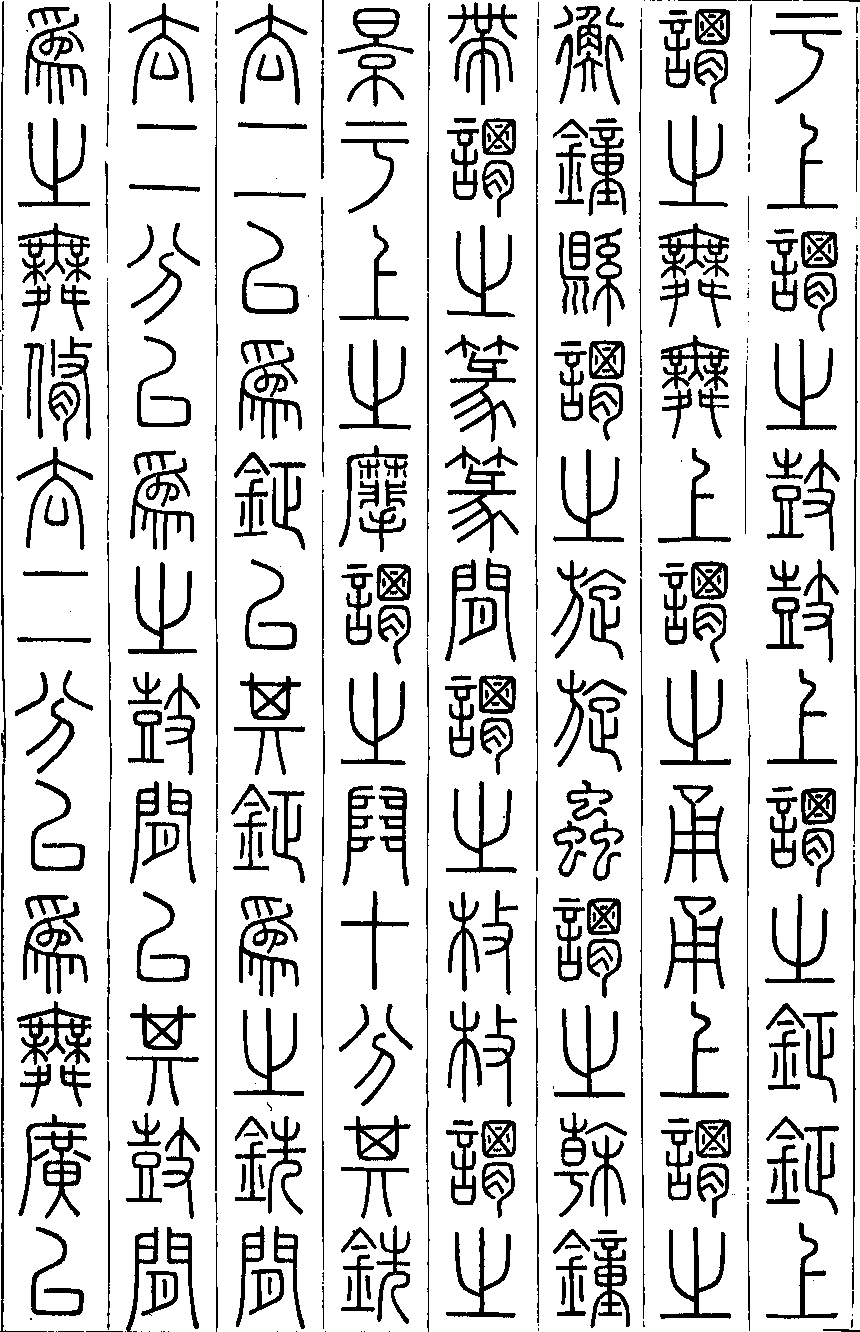 于上謂之鼓鼓上謂之鉦鉦上
謂之舞舞上謂之甬甬上謂之
衡鐘縣謂之旋旋蟲謂之幹鐘
帶謂之篆篆間謂之枚枚謂之
景于上之攠謂之隧十分其銑
去二以為鉦以其鉦為之銑間
去二分以為之鼓間以其鼓間
為之舞脩去二分以為舞廣以